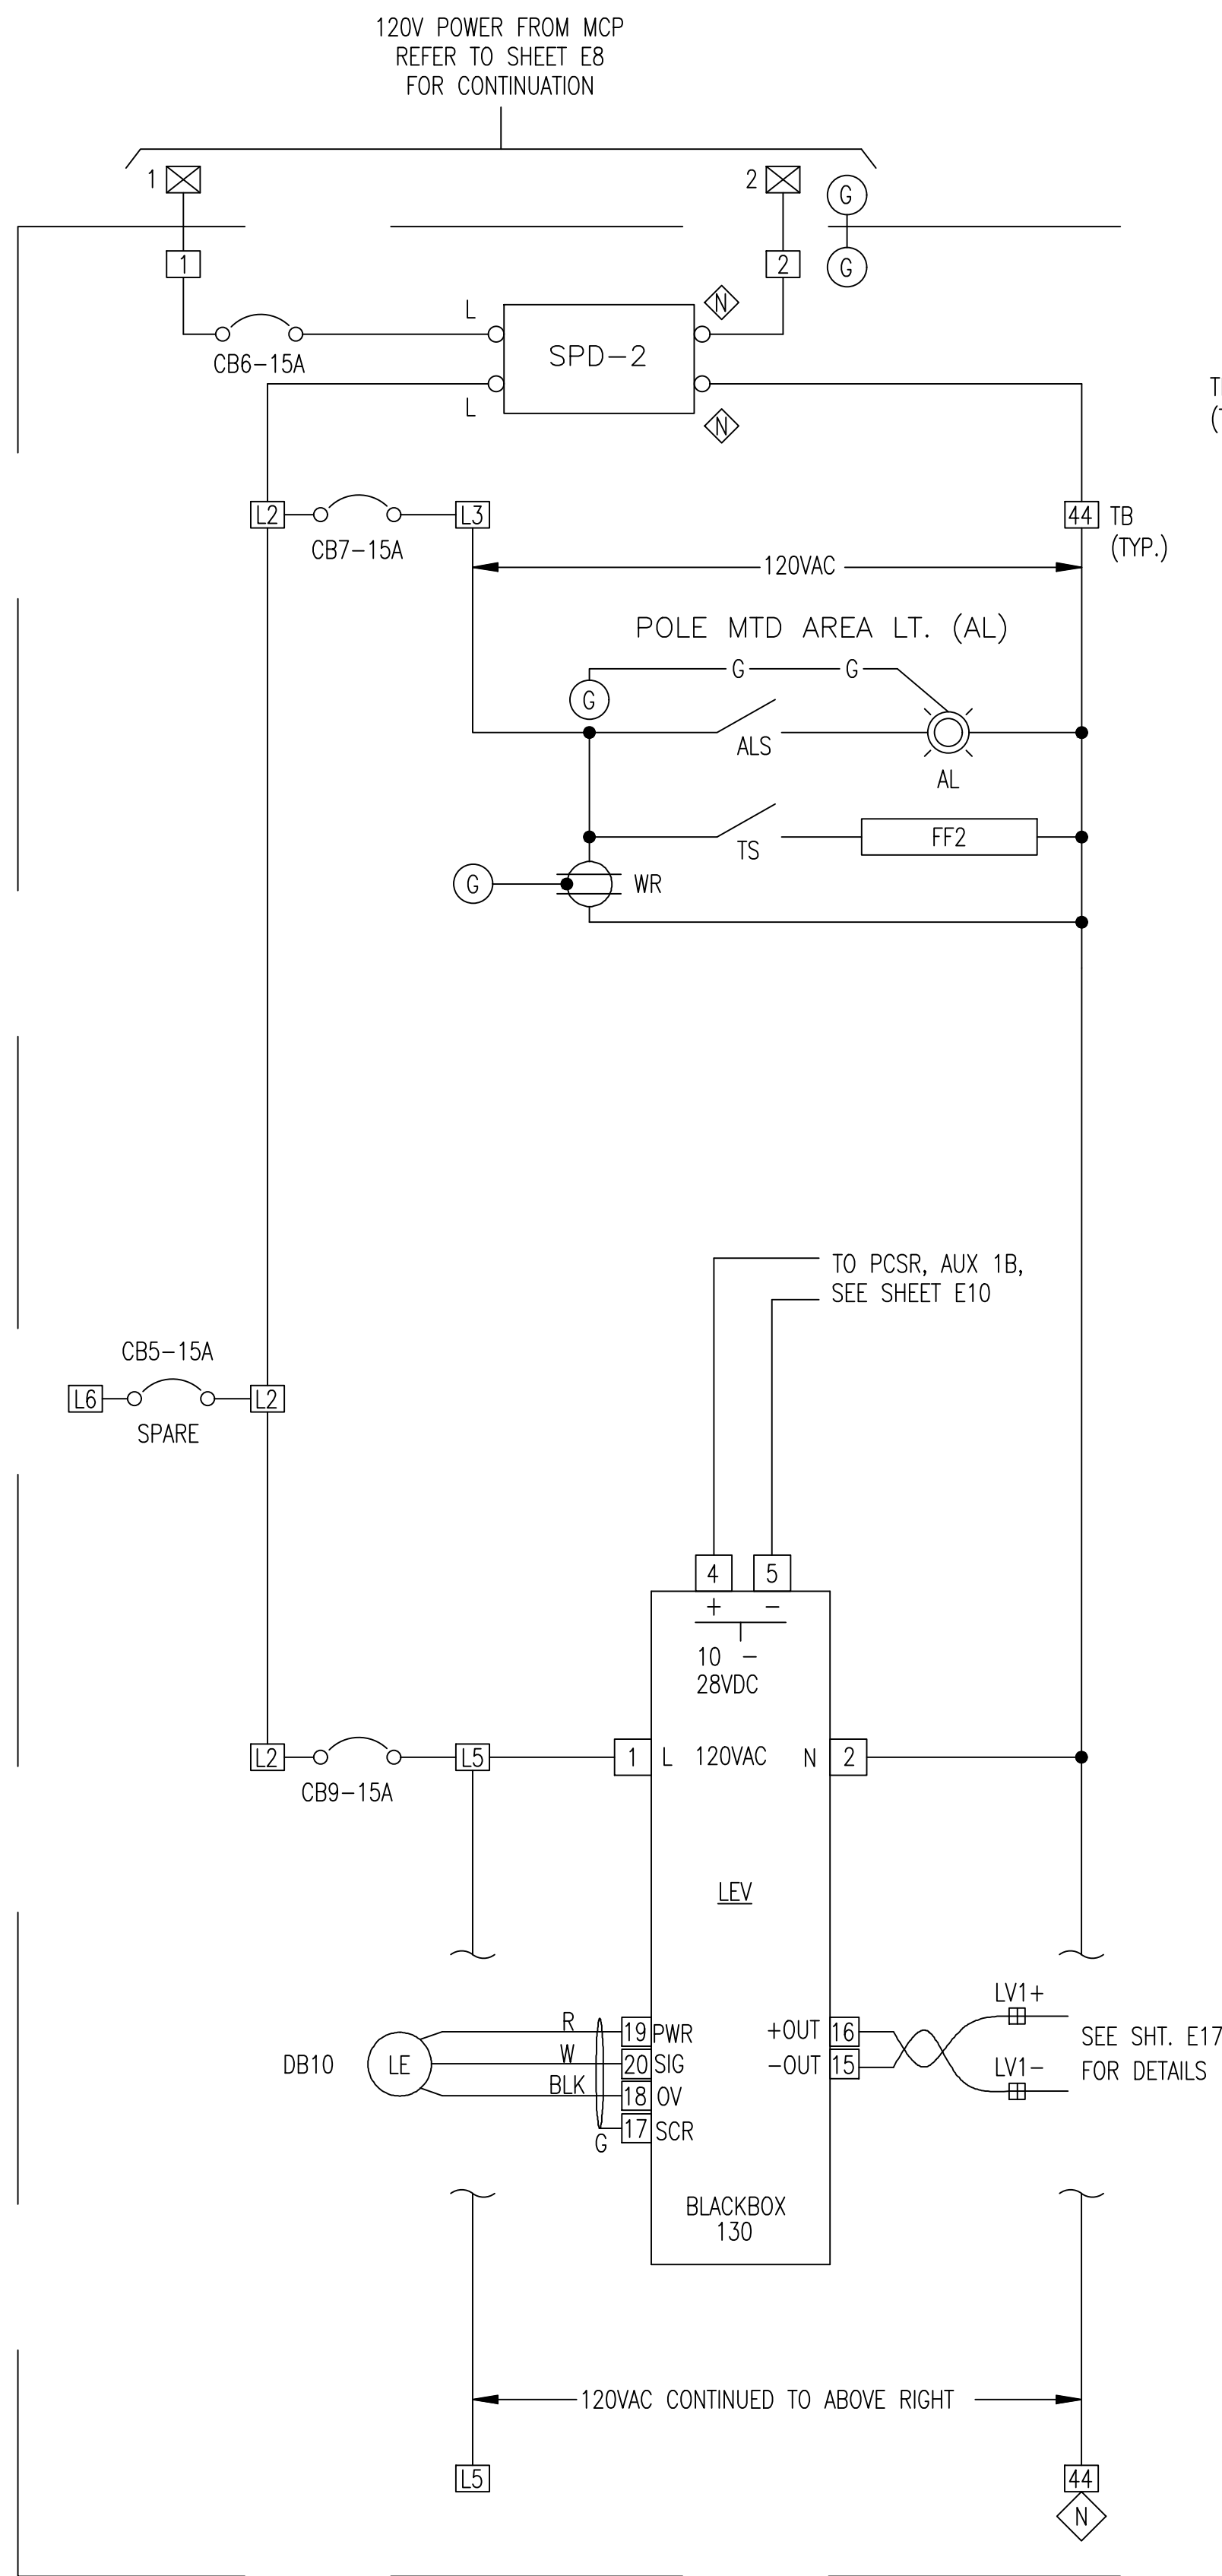 120V POWER FROM MCP
REFER TO SHEET E8
FOR CONTINUATION
1
2
G
1
2
G
L
N
CB6-15A
SPD-2
L
N
L2
L3
44
TB
(TYP.)
CB7-15A
120VAC
POLE MTD AREA LT. (AL)
G
G
G
ALS
AL
TS
FF2
G
WR
TO PCSR, AUX 1B,
SEE SHEET E10
CB5-15A
L6
L2
SPARE
4
5
+
-
10 -
28VDC
L2
L5
1
L
120VAC
N
2
CB9-15A
LEV
LV1+
R
19
PWR
+OUT
16
SEE SHT. E17
DB10
LE
W
20
SIG
-OUT
15
LV1-
FOR DETAILS
BLK
18
OV
17
SCR
G
BLACKBOX
130
120VAC CONTINUED TO ABOVE RIGHT
L5
44
N